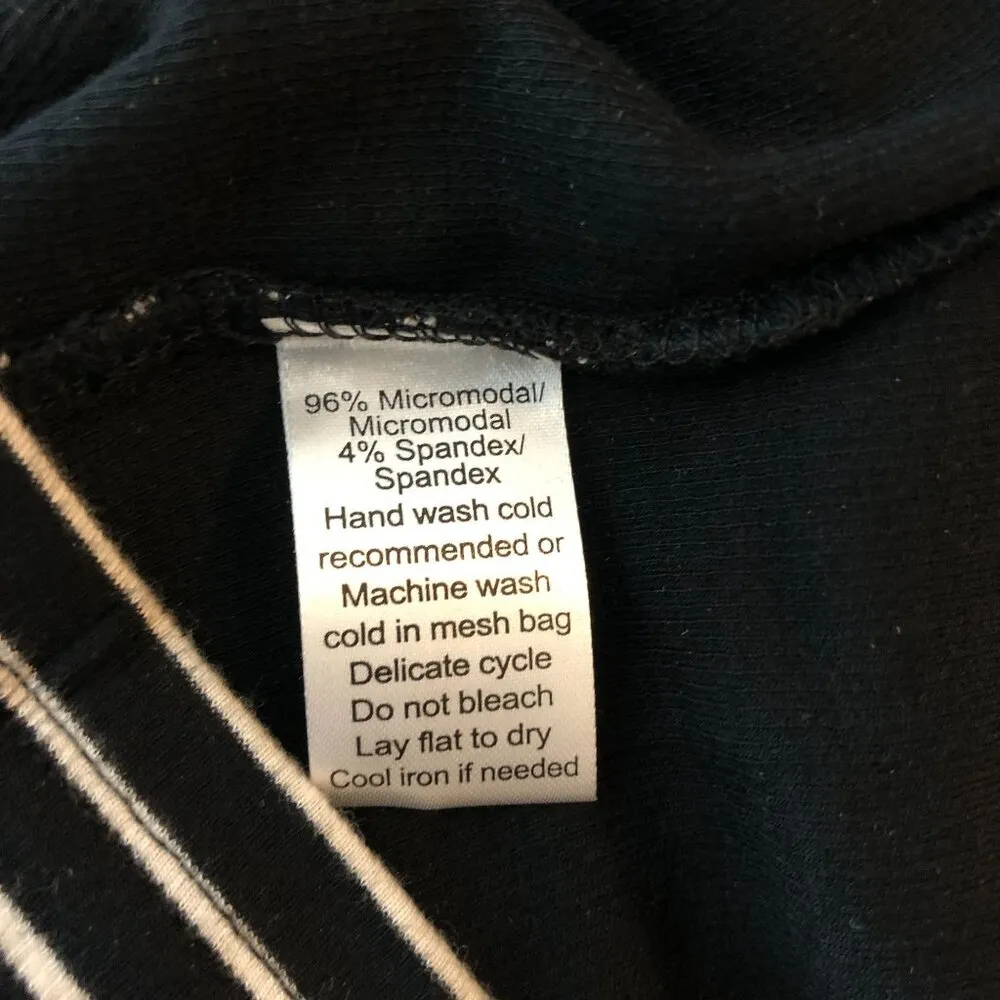 96% Micromodal/
Micromodal
4% Spandex/
Spandex
Hand wash cold
recommended or
Machine wash
cold in mesh bag
Delicate cycle
Do not bleach
Lay flat to dry
Cool iron if needed